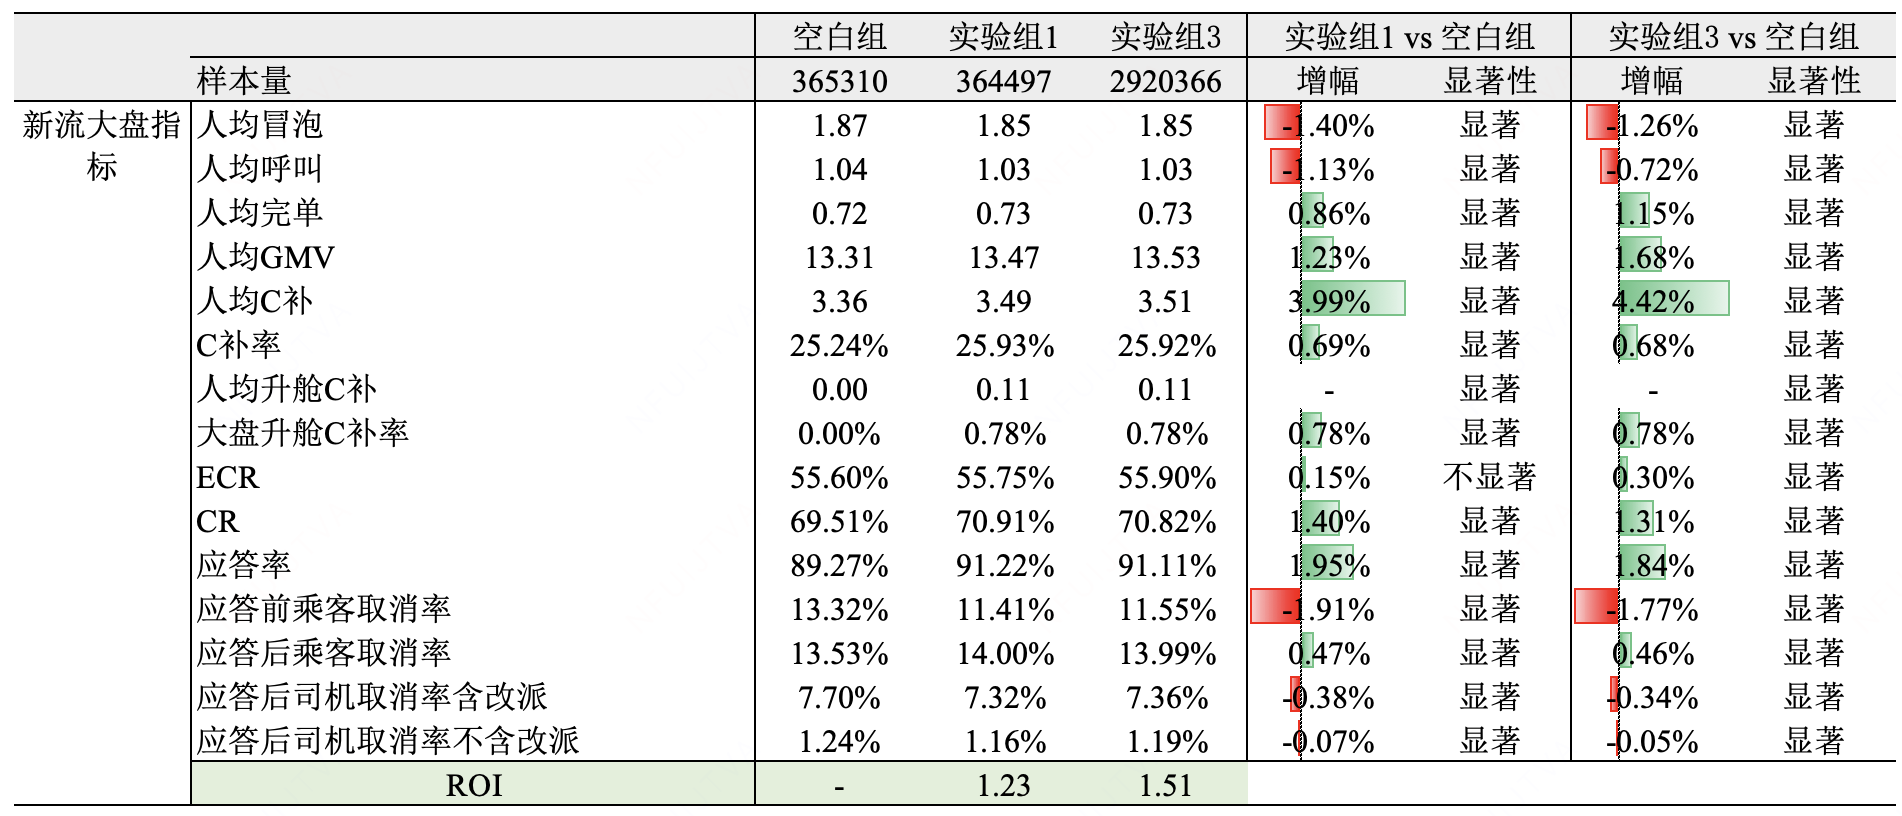 空白组 实验组1 实验组3 实验组1 vs 空白组 实验组3 vs 空白组
样本量 365310 364497 2920366 增幅 显著性 增幅 显著性
新流大盘指标 人均冒泡 1.87 1.85 1.85 -1.40% 显著 -1.26% 显著
人均呼叫 1.04 1.03 1.03 -1.13% 显著 -0.72% 显著
人均完单 0.72 0.73 0.73 0.86% 显著 1.15% 显著
人均GMV 13.31 13.47 13.53 1.23% 显著 1.68% 显著
人均C补 3.36 3.49 3.51 3.99% 显著 4.42% 显著
C补率 25.24% 25.93% 25.92% 0.69% 显著 0.68% 显著
人均升舱C补 0.00 0.11 0.11 - 显著 - 显著
大盘升舱C补率 0.00% 0.78% 0.78% 0.78% 显著 0.78% 显著
ECR 55.60% 55.75% 55.90% 0.15% 不显著 0.30% 显著
CR 69.51% 70.91% 70.82% 1.40% 显著 1.31% 显著
应答率 89.27% 91.22% 91.11% 1.95% 显著 1.84% 显著
应答前乘客取消率 13.32% 11.41% 11.55% -1.91% 显著 -1.77% 显著
应答后乘客取消率 13.53% 14.00% 13.99% 0.47% 显著 0.46% 显著
应答后司机取消率含改派 7.70% 7.32% 7.36% -0.38% 显著 -0.34% 显著
应答后司机取消率不含改派 1.24% 1.16% 1.19% -0.07% 显著 -0.05% 显著
ROI - 1.23 1.51